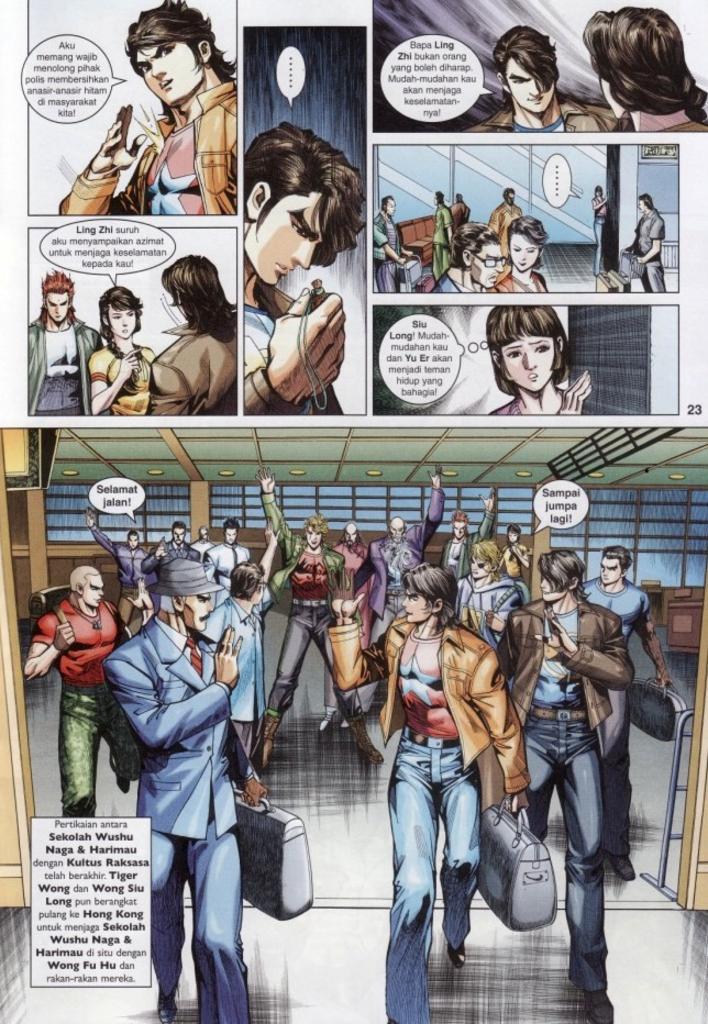 Aku
memang wajib
menolong pihak
polis membersihkan
anasir-anasir hitam
di masyarakat
kita!
Ling Zhi suruh
aku menyampaikan azimat
untuk menjaga keselamatan
kepada kau!
......
Bapa Ling
Zhi bukan orang
yang boleh diharap.
Mudah-mudahan kau
akan menjaga
keselamatan-
nya!
......
Siu
Long! Mudah-
mudahan kau
dan Yu Er akan
menjadi teman
hidup yang
bahagia!
23
Selamat
jalan!
Sampai
jumpa
lagi!
Pertikaian antara
Sekolah Wushu
Naga & Harimau
dengan Kultus Raksasa
telah berakhir. Tiger
Wong dan Wong Siu
Long pun berangkat
pulang ke Hong Kong
untuk menjaga Sekolah
Wushu Naga &
Harimau di situ dengan
Wong Fu Hu dan
rakan-rakan mereka.